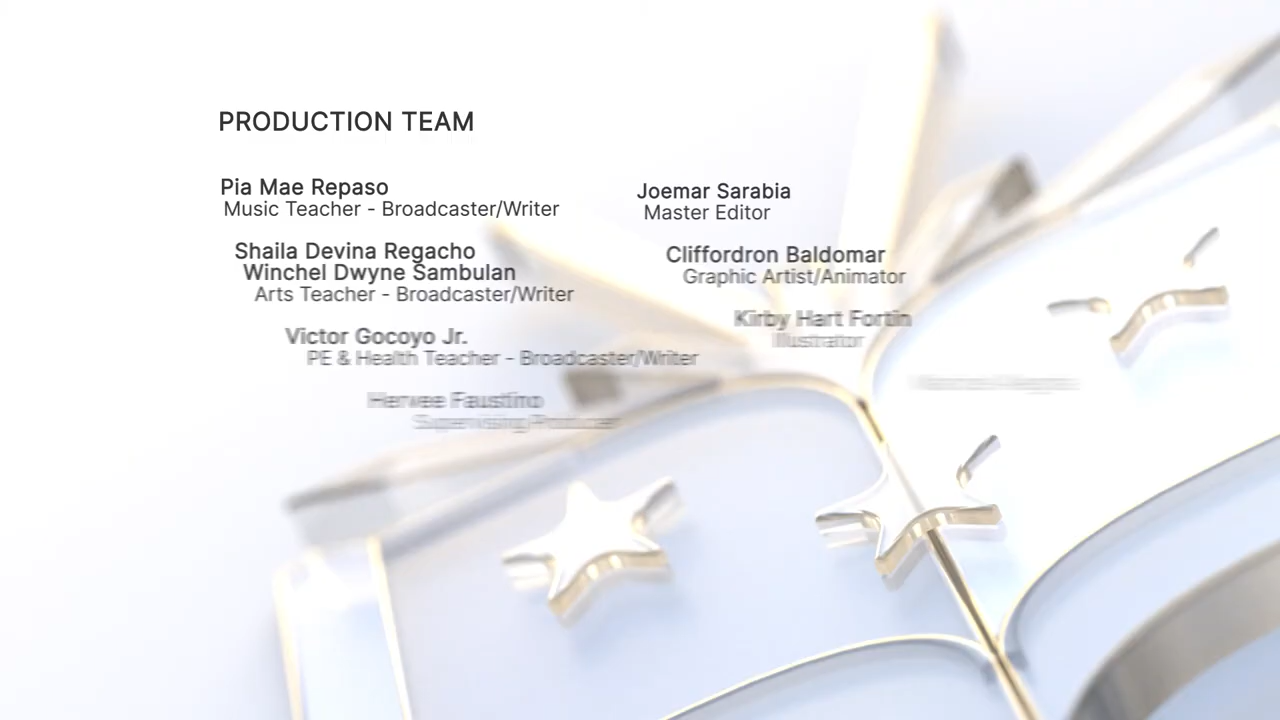 PRODUCTION TEAM
Pia Mae Repaso
Music Teacher - Broadcaster/Writer
Shaila Devina Regacho
Winchel Dwyne Sambulan
Arts Teacher - Broadcaster/Writer
Victor Gocoyo Jr.
PE & Health Teacher - Broadcaster/Writer
Hervee Faustino
Supervising Producer
Joemar Sarabia
Master Editor
Cliffordron Baldomar
Graphic Artist/Animator
Kirby Hart Fortin
Illustrator